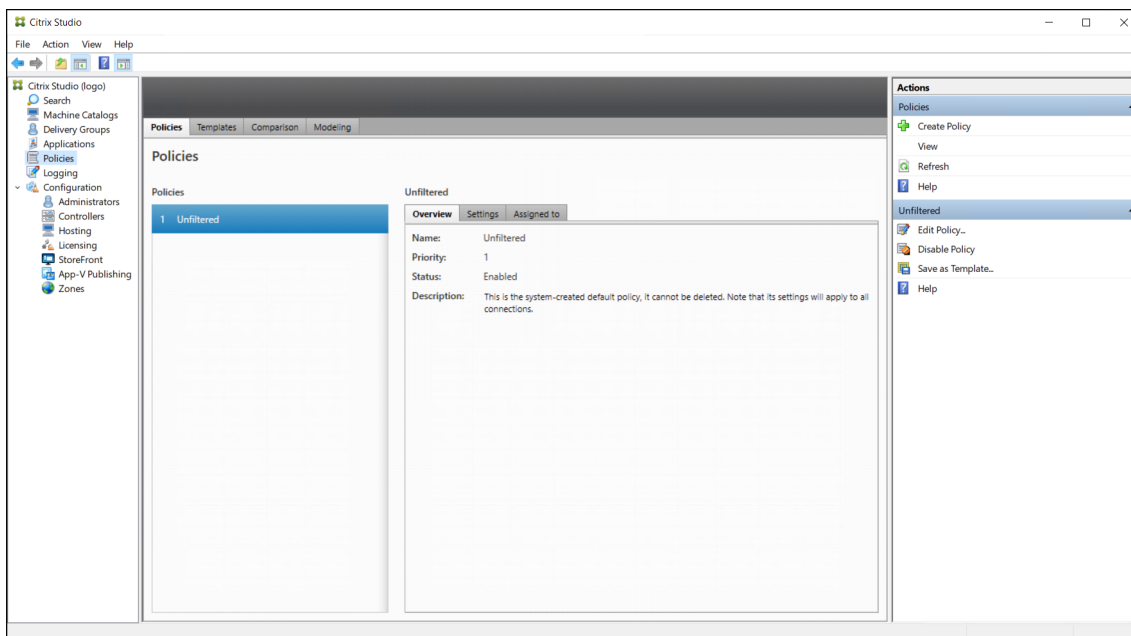 Citrix Studio
File Action View Help
Citrix Studio (logo)
Search
Machine Catalogs
Delivery Groups
Applications
Policies
Logging
Configuration
Administrators
Controllers
Hosting
Licensing
StoreFront
App-V Publishing
Zones
Policies Templates Comparison Modeling
Policies
Policies
1 Unfiltered
Unfiltered
Overview Settings Assigned to
Name: Unfiltered
Priority: 1
Status: Enabled
Description: This is the system-created default policy, it cannot be deleted. Note that its settings will apply to all
connections.
Actions
Policies
Create Policy
View
Refresh
Help
Unfiltered
Edit Policy...
Disable Policy
Save as Template...
Help